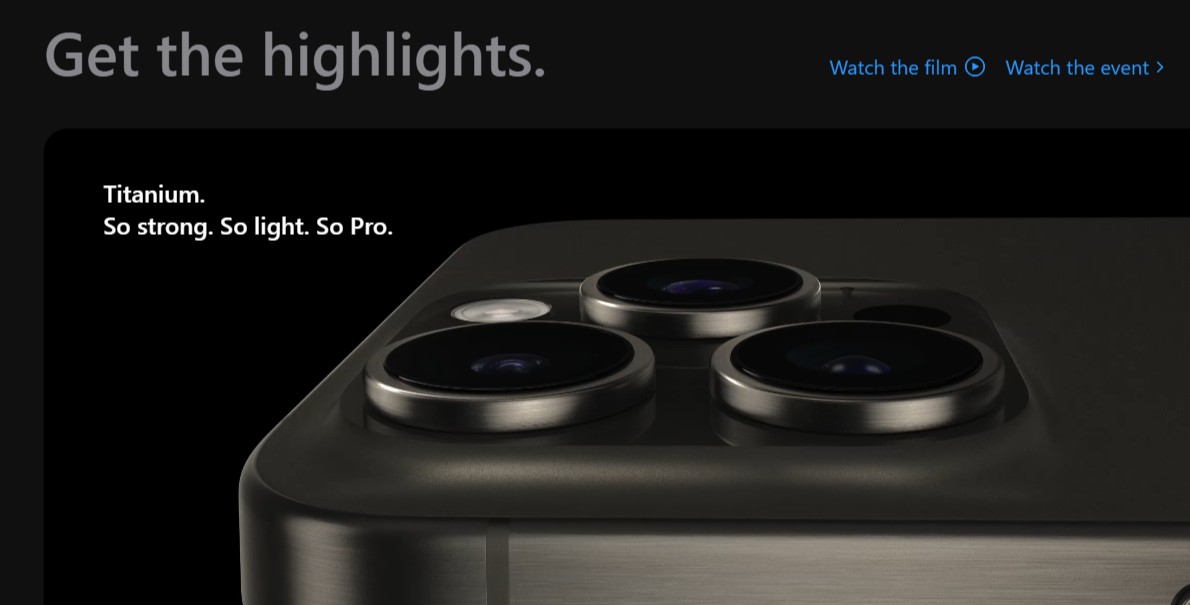 Get the highlights.
Watch the film Watch the event >
Titanium.
So strong. So light. So Pro.